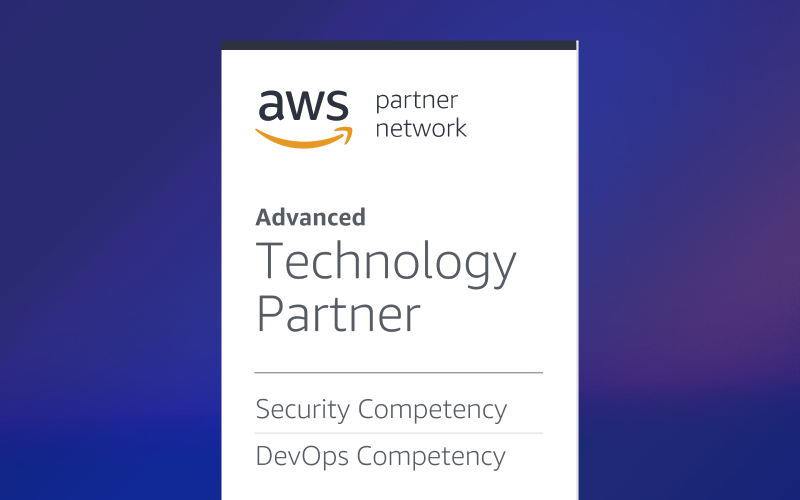 aws
partner
network
Advanced
Technology
Partner
Security Competency
DevOps Competency